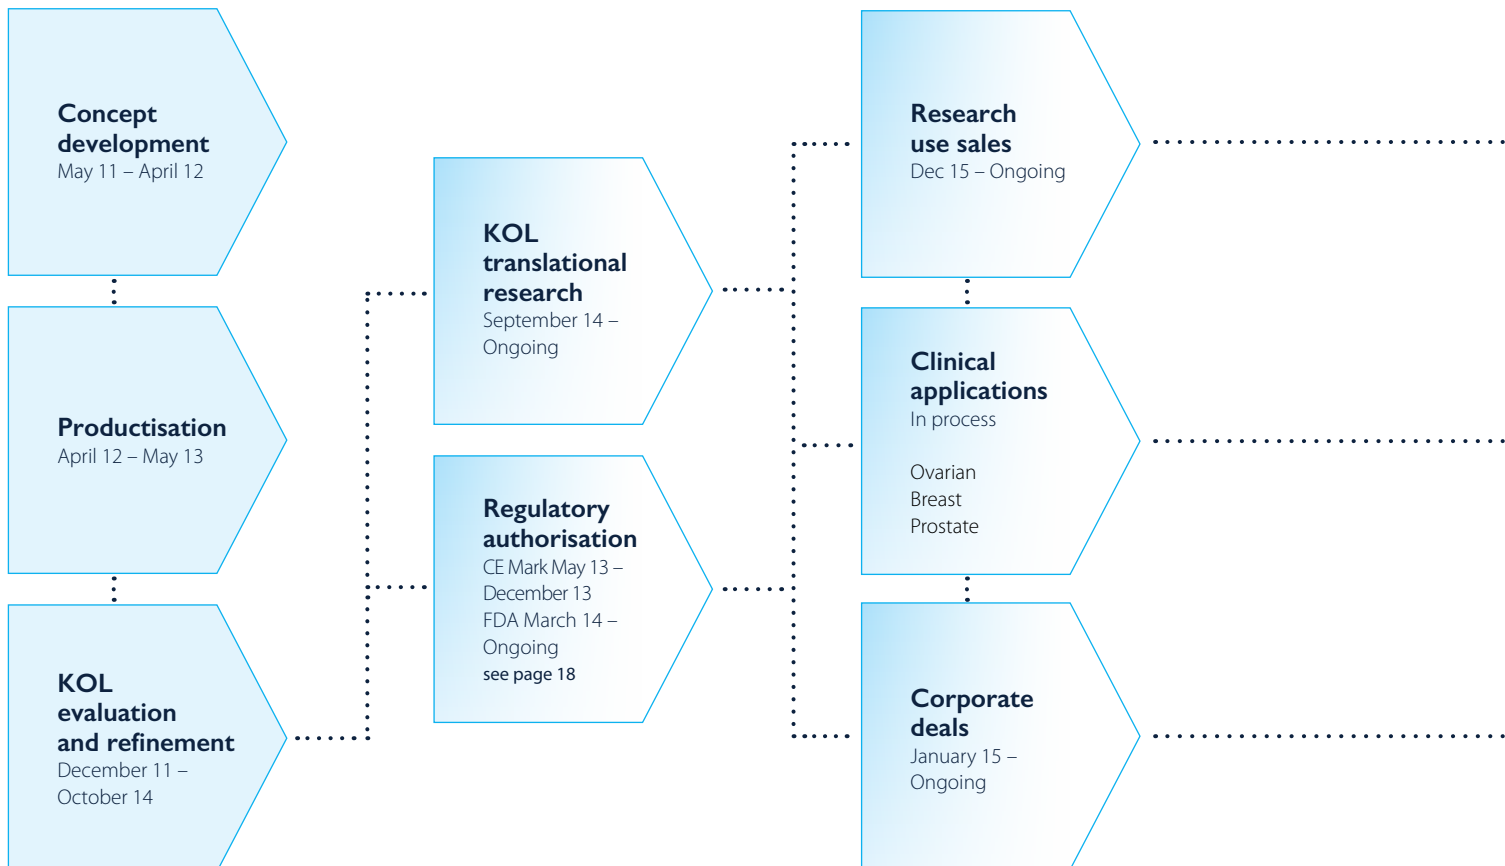 Concept
development
May 11 – April 12
Productisation
April 12 – May 13
KOL
evaluation
and refinement
December 11 –
October 14
KOL
translational
research
September 14 –
Ongoing
Regulatory
authorisation
CE Mark May 13 –
December 13
FDA March 14 –
Ongoing
see page 18
Research
use sales
Dec 15 – Ongoing
Clinical
applications
In process
Ovarian
Breast
Prostate
Corporate
deals
January 15 –
Ongoing